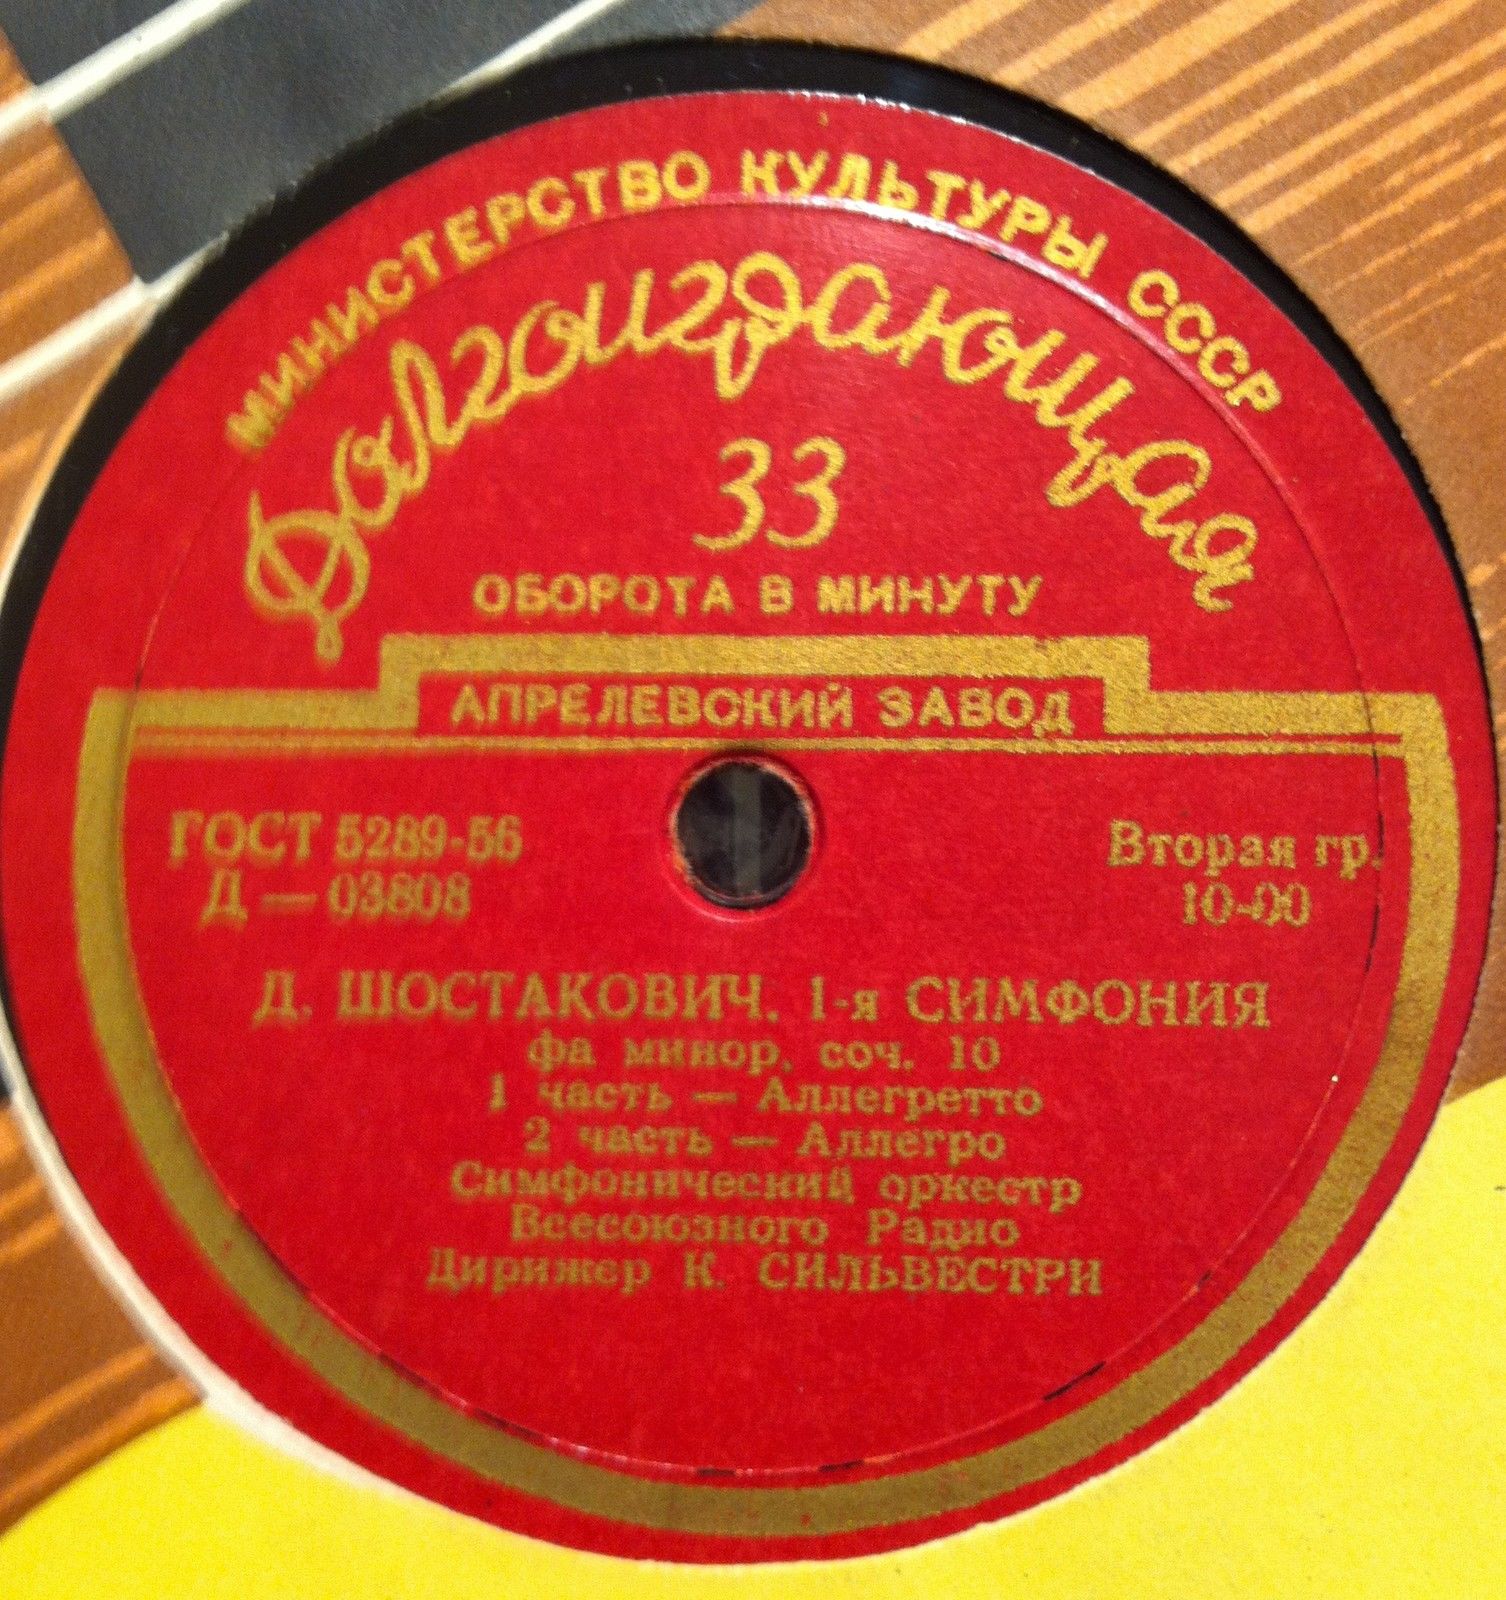 МИНИСТЕРСТВО КУЛЬТУРЫ СССР
Долгоиграющая
33
ОБОРОТА В МИНУТУ
АПРЕЛЕВСКИЙ ЗАВОД
ГОСТ 5289-56
Д — 03808
Вторая гр.
10-00
Д. ШОСТАКОВИЧ. 1-я СИМФОНИЯ
фа минор, соч. 10
1 часть — Аллегретто
2 часть — Аллегро
Симфонический оркестр
Всесоюзного Радио
Дирижер К. СИЛЬВЕСТРИ